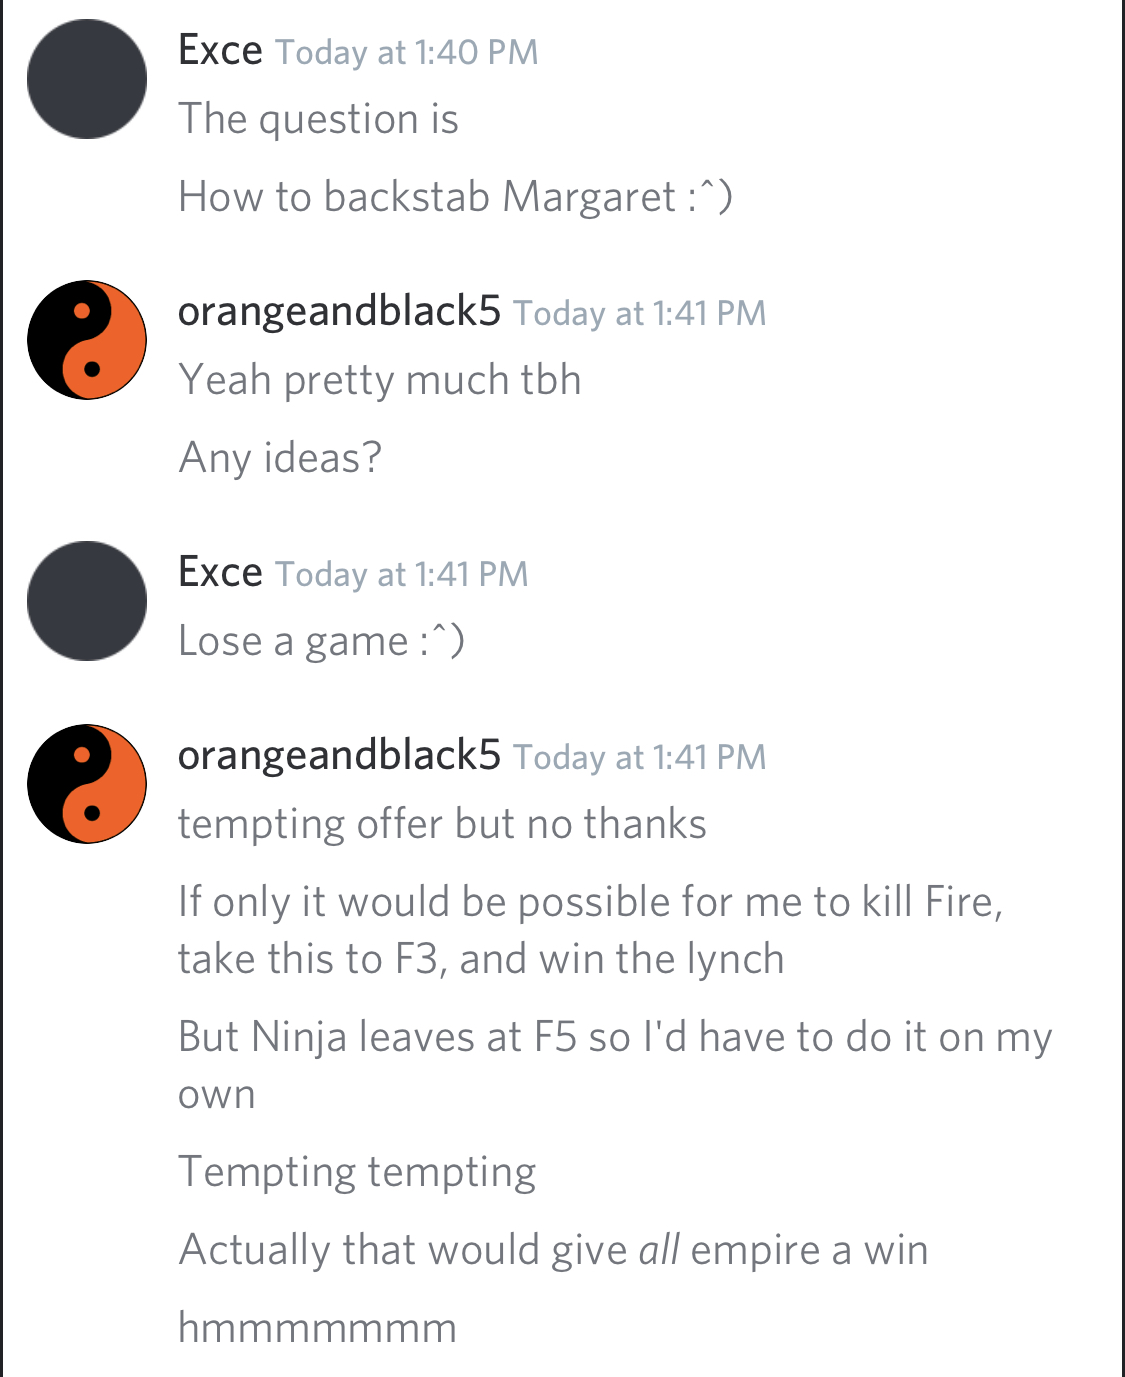 Exce Today at 1:40 PM
The question is
How to backstab Margaret :^)
orangeandblack5 Today at 1:41 PM
Yeah pretty much tbh
Any ideas?
Exce Today at 1:41 PM
Lose a game :^)
orangeandblack5 Today at 1:41 PM
tempting offer but no thanks
If only it would be possible for me to kill Fire,
take this to F3, and win the lynch
But Ninja leaves at F5 so I'd have to do it on my
own
Tempting tempting
Actually that would give all empire a win
hmmmmmmm